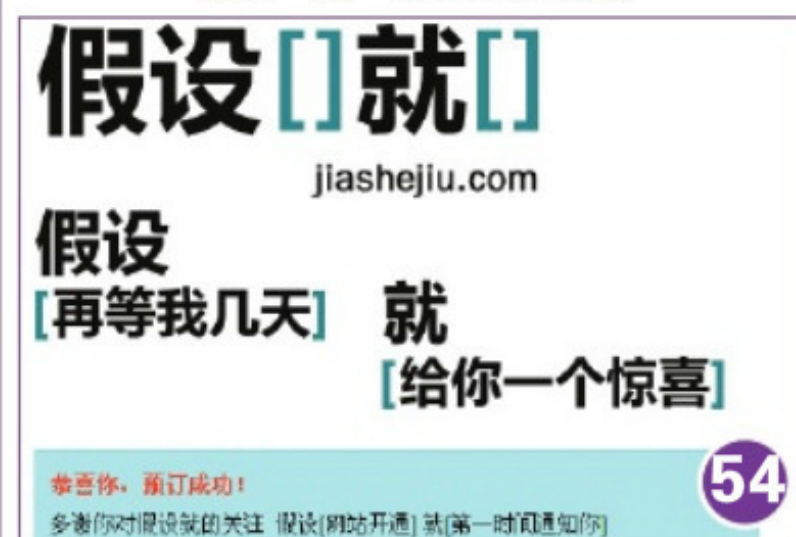 假设[]就[]
jiashejiu.com
假设
[再等我几天]
就
[给你一个惊喜]
恭喜你，预订成功！
54
多谢你对假设就的关注 假设[网站开通] 就[第一时间通知你]